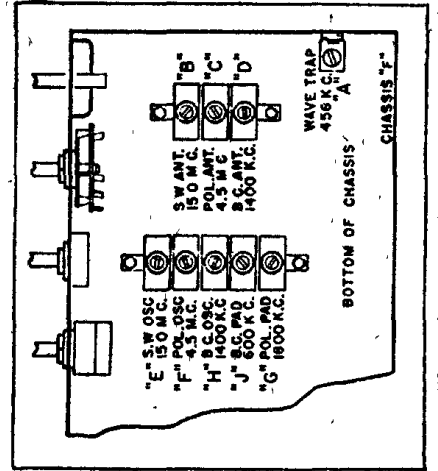 "E" S.W OSC
15.0 M C.
"F" POL. OSC
4.5 M.C.
"H" B.C. OSC.
1400 K.C.
"J" B.C. PAD
600 K.C.
"G" POL. PAD
1800 K.C.
S.W ANT.
15.0 M C.
"B"
POL. ANT.
4.5 M C
"C"
B.C. ANT.
1400 K.C.
"D"
WAVE TRAP
456 K C.
"A"
BOTTOM OF CHASSIS
CHASSIS "F"